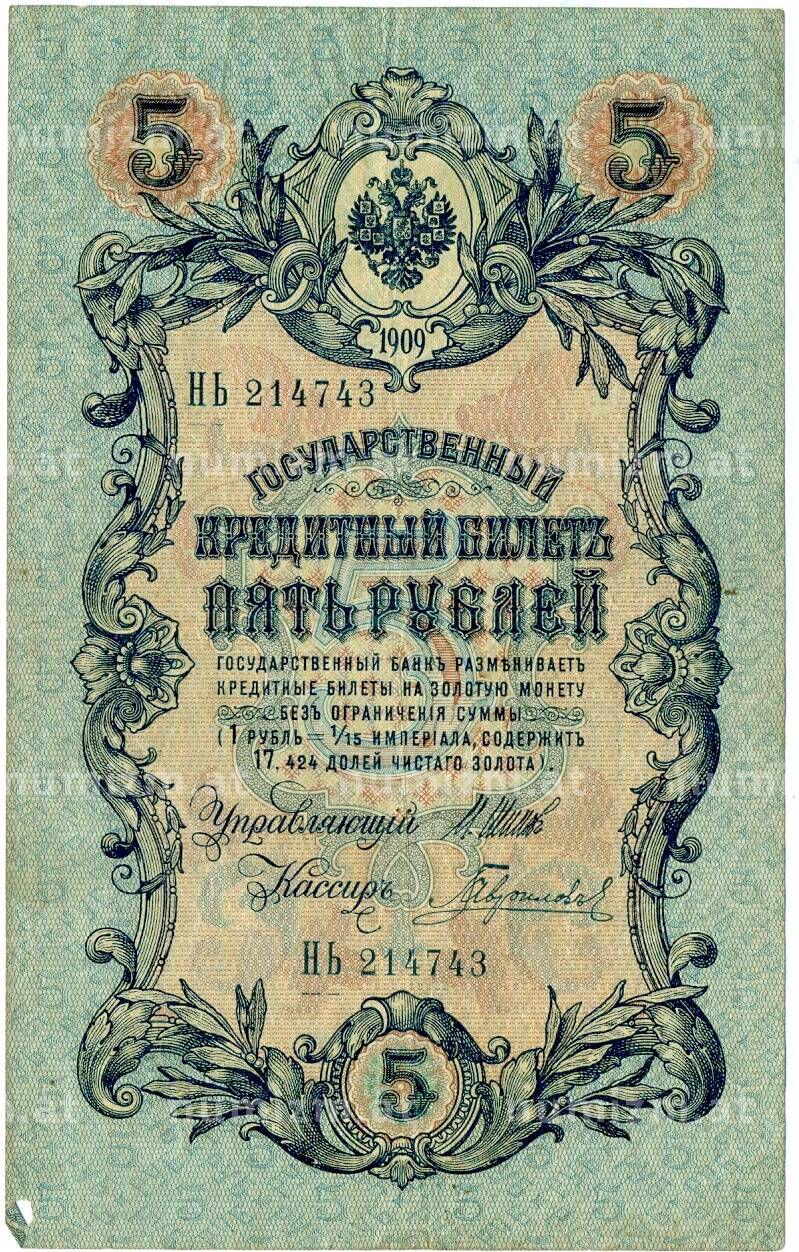 5 5
1909
НЬ 214743
ГОСУДАРСТВЕННЫЙ
КРЕДИТНЫЙ БИЛЕТЪ
ПЯТЬ РУБЛЕЙ
ГОСУДАРСТВЕННЫЙ БАНКЪ РАЗМѢНИВАЕТЪ
КРЕДИТНЫЕ БИЛЕТЫ НА ЗОЛОТУЮ МОНЕТУ
БЕЗЪ ОГРАНИЧЕНІЯ СУММЫ
(1 РУБЛЬ = 1/15 ИМПЕРІАЛА, СОДЕРЖИТЪ
17,424 ДОЛЕЙ ЧИСТАГО ЗОЛОТА).
Управляющій
Кассиръ
НЬ 214743
5